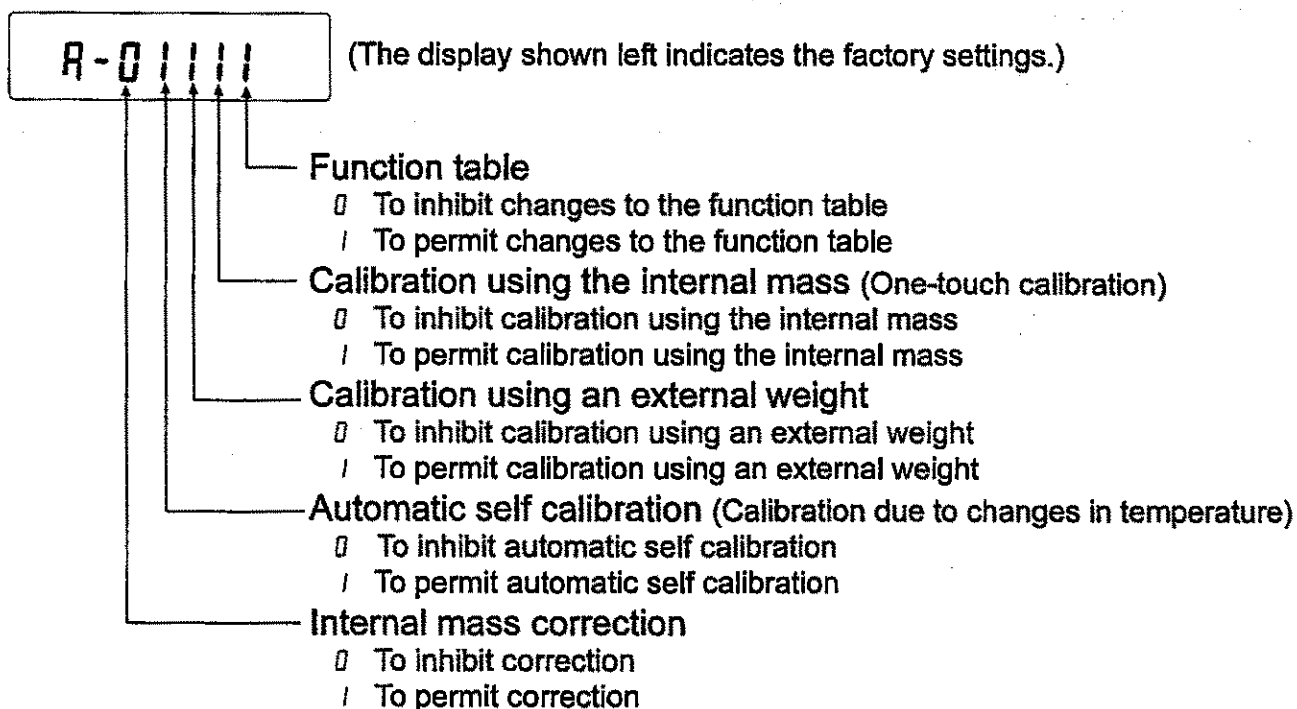 A-01111 (The display shown left indicates the factory settings.)
Function table
0 To inhibit changes to the function table
1 To permit changes to the function table
Calibration using the internal mass (One-touch calibration)
0 To inhibit calibration using the internal mass
1 To permit calibration using the internal mass
Calibration using an external weight
0 To inhibit calibration using an external weight
1 To permit calibration using an external weight
Automatic self calibration (Calibration due to changes in temperature)
0 To inhibit automatic self calibration
1 To permit automatic self calibration
Internal mass correction
0 To inhibit correction
1 To permit correction